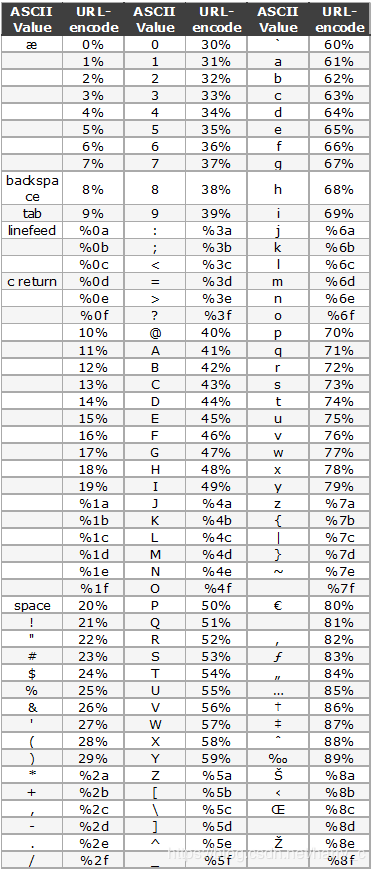 ASCII URL- ASCII URL- ASCII URL-
Value encode Value encode Value encode
æ 0% 0 30% ` 60%
1% 1 31% a 61%
2% 2 32% b 62%
3% 3 33% c 63%
4% 4 34% d 64%
5% 5 35% e 65%
6% 6 36% f 66%
7% 7 37% g 67%
backspa
ce 8% 8 38% h 68%
tab 9% 9 39% i 69%
linefeed %0a : %3a j %6a
%0b ; %3b k %6b
%0c < %3c l %6c
c return %0d = %3d m %6d
%0e > %3e n %6e
%0f ? %3f o %6f
10% @ 40% p 70%
11% A 41% q 71%
12% B 42% r 72%
13% C 43% s 73%
14% D 44% t 74%
15% E 45% u 75%
16% F 46% v 76%
17% G 47% w 77%
18% H 48% x 78%
19% I 49% y 79%
%1a J %4a z %7a
%1b K %4b { %7b
%1c L %4c | %7c
%1d M %4d } %7d
%1e N %4e ~ %7e
%1f O %4f %7f
space 20% P 50% € 80%
! 21% Q 51% 81%
" 22% R 52% ‚ 82%
# 23% S 53% ƒ 83%
$ 24% T 54% „ 84%
% 25% U 55% … 85%
& 26% V 56% † 86%
' 27% W 57% ‡ 87%
( 28% X 58% ˆ 88%
) 29% Y 59% ‰ 89%
* %2a Z %5a Š %8a
+ %2b [ %5b ‹ %8b
, %2c \ %5c Œ %8c
- %2d ] %5d %8d
. %2e ^ %5e Ž %8e
/ %2f _ %5f %8f